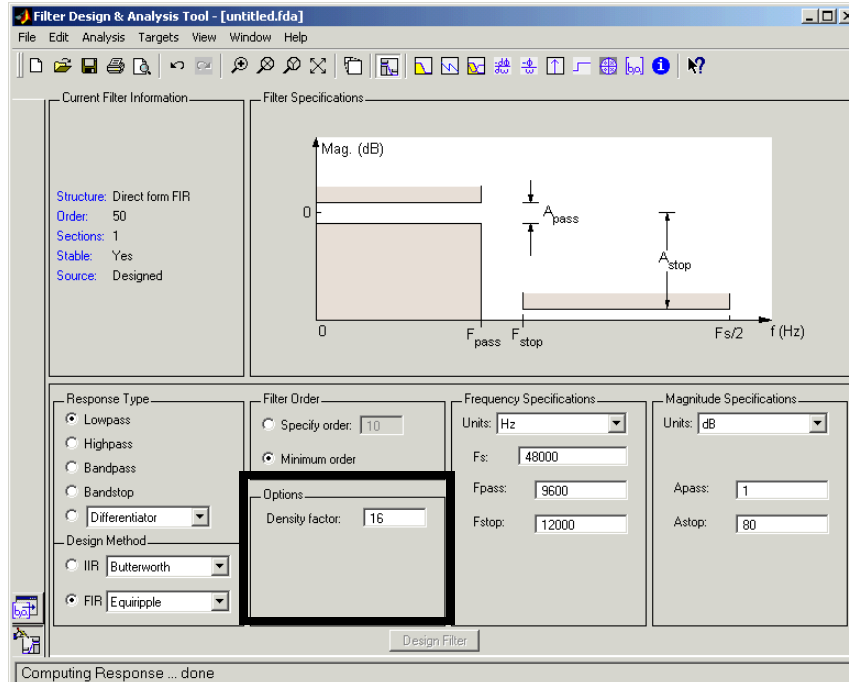 Filter Design & Analysis Tool - [untitled.fda]
File Edit Analysis Targets View Window Help
Current Filter Information
Structure: Direct form FIR
Order: 50
Sections: 1
Stable: Yes
Source: Designed
Filter Specifications
Mag. (dB)
0
Apass
Astop
0
Fpass
Fstop
Fs/2
f (Hz)
Response Type
Lowpass
Highpass
Bandpass
Bandstop
Differentiator
Design Method
IIR Butterworth
FIR Equiripple
Filter Order
Specify order: 10
Minimum order
Options
Density factor: 16
Frequency Specifications
Units: Hz
Fs: 48000
Fpass: 9600
Fstop: 12000
Magnitude Specifications
Units: dB
Apass: 1
Astop: 80
Design Filter
Computing Response ... done